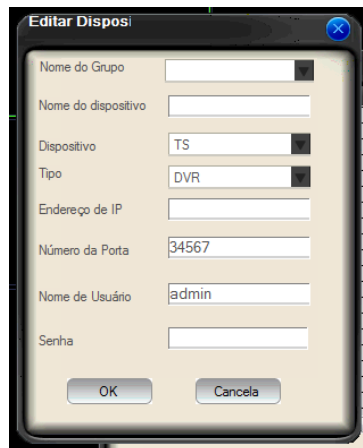 Editar Disposi
Nome do Grupo
Nome do dispositivo
Dispositivo TS
Tipo DVR
Endereço de IP
Número da Porta 34567
Nome de Usuário admin
Senha
OK Cancela